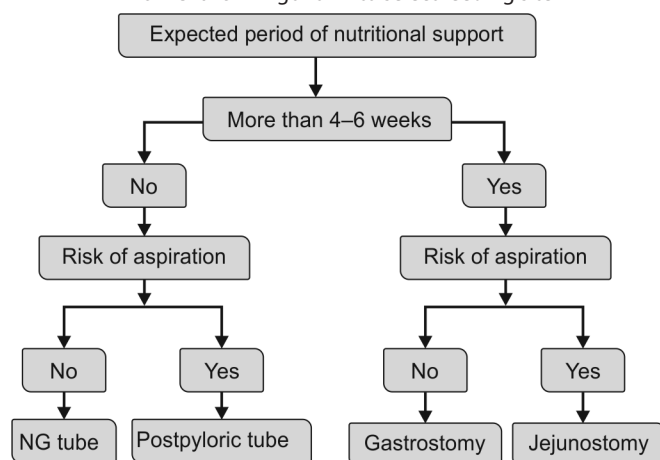 Expected period of nutritional support
More than 4–6 weeks
No
Yes
Risk of aspiration
Risk of aspiration
No
Yes
No
Yes
NG tube
Postpyloric tube
Gastrostomy
Jejunostomy